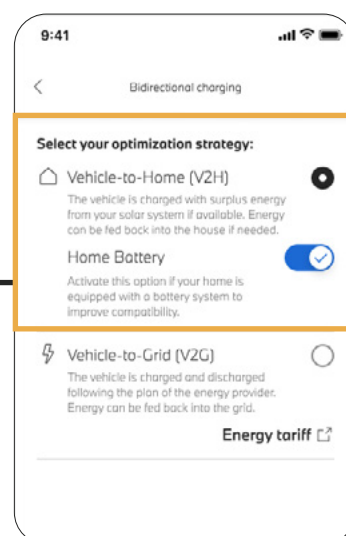 9:41
Bidirectional charging
Select your optimization strategy:
Vehicle-to-Home (V2H)
The vehicle is charged with surplus energy
from your solar system if available. Energy
can be fed back into the house if needed.
Home Battery
Activate this option if your home is
equipped with a battery system to
improve compatibility.
Vehicle-to-Grid (V2G)
The vehicle is charged and discharged
following the plan of the energy provider.
Energy can be fed back into the grid.
Energy tariff